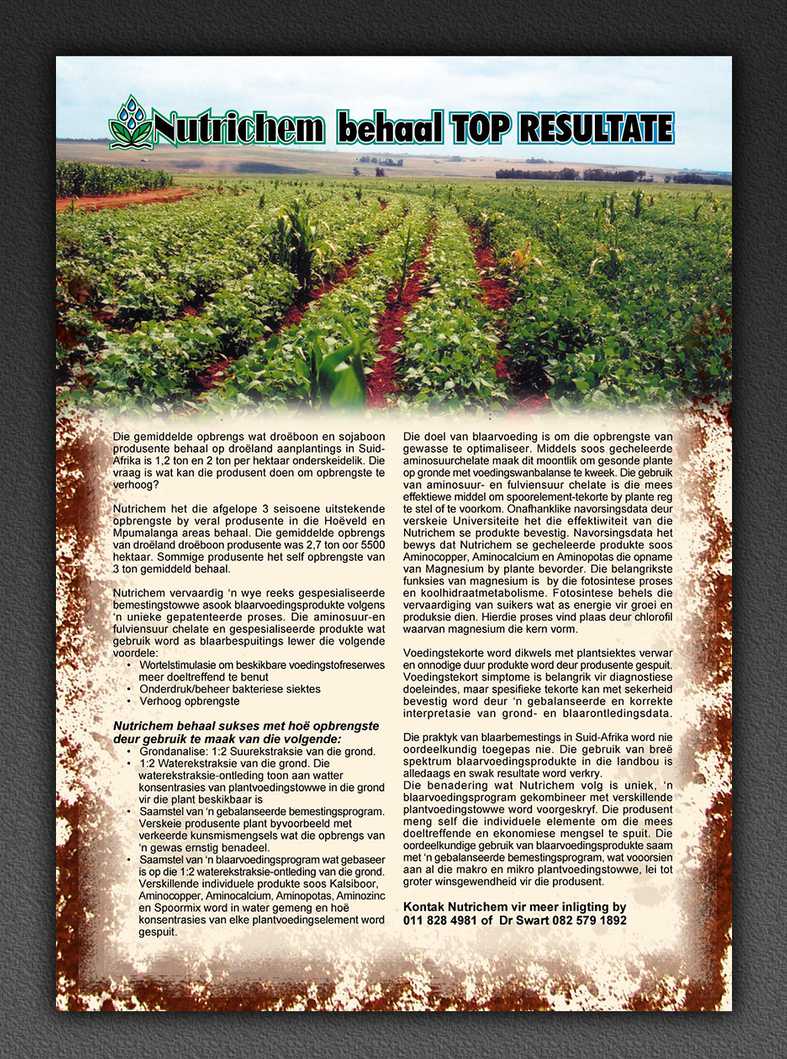 Nutrichem behaal TOP RESULTATE
Die gemiddelde opbrengs wat droëboon en sojaboon
produsente behaal op droëland aanplantings in Suid-
Afrika is 1,2 ton en 2 ton per hektaar onderskeidelik. Die
vraag is wat kan die produsent doen om opbrengste te
verhoog?
Nutrichem het die afgelope 3 seisoene uitstekende
opbrengste by veral produsente in die Hoëveld en
Mpumalanga areas behaal. Die gemiddelde opbrengs
van droëland droëboon produsente was 2,7 ton oor 5500
hektaar. Sommige produsente het self opbrengste van
3 ton gemiddeld behaal.
Nutrichem vervaardig ‘n wye reeks gespesialiseerde
bemestingstowwe asook blaarvoedingsprodukte volgens
‘n unieke gepatenteerde proses. Die aminosuur-en
fulviensuur chelate en gespesialiseerde produkte wat
gebruik word as blaarbespuitings lewer die volgende
voordele:
• Wortelstimulasie om beskikbare voedingstofreserwes
meer doeltreffend te benut
• Onderdruk/beheer bakteriese siektes
• Verhoog opbrengste
Nutrichem behaal sukses met hoë opbrengste
deur gebruik te maak van die volgende:
• Grondanalise: 1:2 Suurekstraksie van die grond.
• 1:2 Waterekstraksie van die grond. Die
waterekstraksie-ontleding toon aan watter
konsentrasies van plantvoedingstowwe in die grond
vir die plant beskikbaar is
• Saamstel van ‘n gebalanseerde bemestingsprogram.
Verskeie produsente plant byvoorbeeld met
verkeerde kunsmismengsels wat die opbrengs van
‘n gewas ernstig benadeel.
• Saamstel van ‘n blaarvoedingsprogram wat gebaseer
is op die 1:2 waterekstraksie-ontleding van die grond.
Verskillende individuele produkte soos Kalsiboor,
Aminocopper, Aminocalcium, Aminopotas, Aminozinc
en Spoormix word in water gemeng en hoë
konsentrasies van elke plantvoedingselement word
gespuit.
Die doel van blaarvoeding is om die opbrengste van
gewasse te optimaliseer. Middels soos gecheleerde
aminosuurchelate maak dit moontlik om gesonde plante
op gronde met voedingswanbalanse te kweek. Die gebruik
van aminosuur- en fulviensuur chelate is die mees
effektiewe middel om spoorelement-tekorte by plante reg
te stel of te voorkom. Onafhanklike navorsingsdata deur
verskeie Universiteite het die effektiwiteit van die
Nutrichem se produkte bevestig. Navorsingsdata het
bewys dat Nutrichem se gecheleerde produkte soos
Aminocopper, Aminocalcium en Aminopotas die opname
van Magnesium by plante bevorder. Die belangrikste
funksies van magnesium is by die fotosintese proses
en koolhidraatmetabolisme. Fotosintese behels die
vervaardiging van suikers wat as energie vir groei en
produksie dien. Hierdie proses vind plaas deur chlorofil
waarvan magnesium die kern vorm.
Voedingstekorte word dikwels met plantsiektes verwar
en onnodige duur produkte word deur produsente gespuit.
Voedingstekort simptome is belangrik vir diagnostiese
doeleindes, maar spesifieke tekorte kan met sekerheid
bevestig word deur ‘n gebalanseerde en korrekte
interpretasie van grond- en blaarontledingsdata.
Die praktyk van blaarbemestings in Suid-Afrika word nie
oordeelkundig toegepas nie. Die gebruik van breë
spektrum blaarvoedingsprodukte in die landbou is
alledaags en swak resultate word verkry.
Die benadering wat Nutrichem volg is uniek, ‘n
blaarvoedingsprogram gekombineer met verskillende
plantvoedingstowwe word voorgeskryf. Die produsent
meng self die individuele elemente om die mees
doeltreffende en ekonomiese mengsel te spuit. Die
oordeelkundige gebruik van blaarvoedingsprodukte saam
met ‘n gebalanseerde bemestingsprogram, wat vooorsien
aan al die makro en mikro plantvoedingstowwe, lei tot
groter winsgewendheid vir die produsent.
Kontak Nutrichem vir meer inligting by
011 828 4981 of Dr Swart 082 579 1892